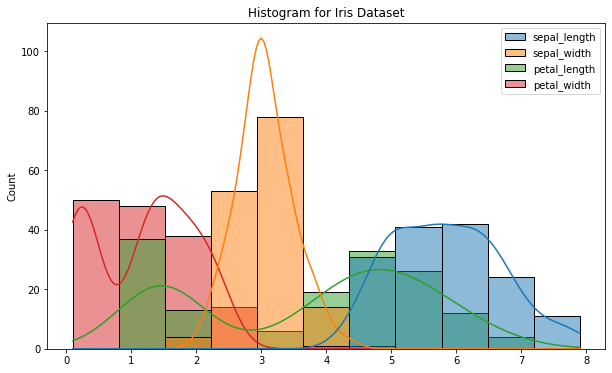 Histogram for Iris Dataset
sepal_length
sepal_width
petal_length
petal_width
Count
100
80
60
40
20
0
0 1 2 3 4 5 6 7 8